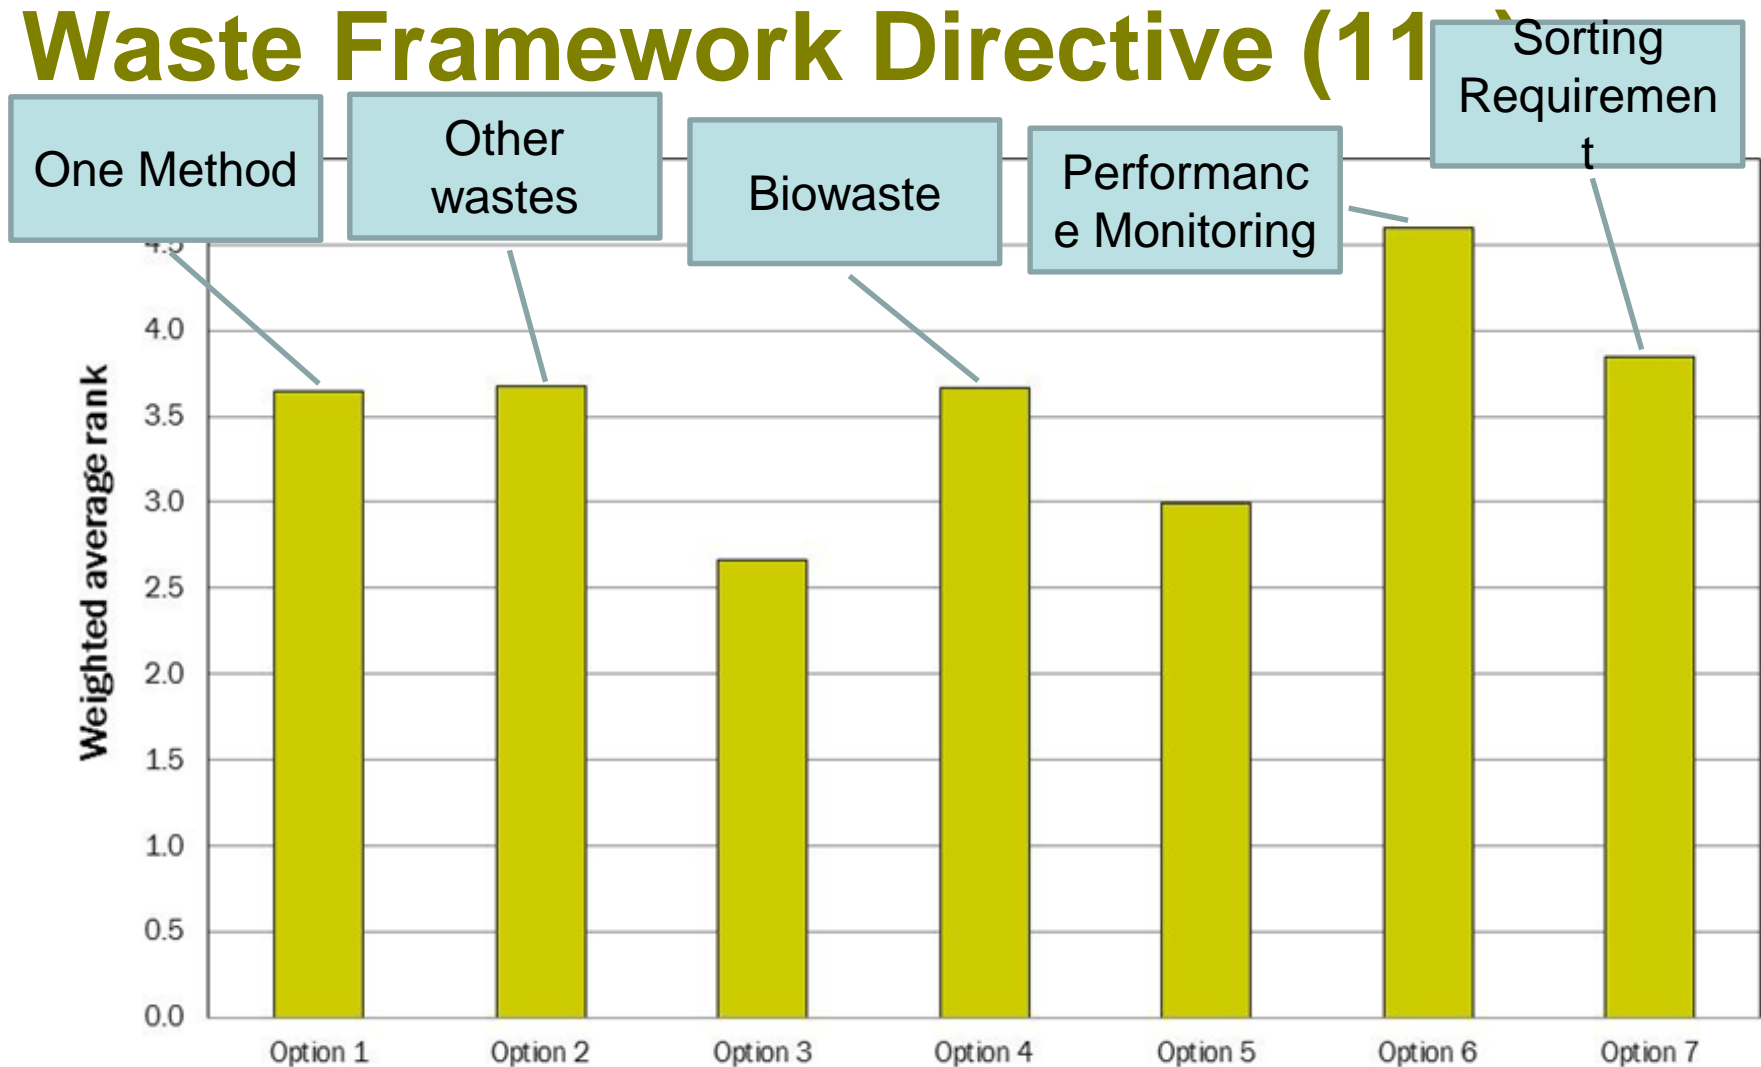 Waste Framework Directive (11
Sorting
Requiremen
t
One Method
Other
wastes
Biowaste
Performanc
e Monitoring
4.5
4.0
3.5
3.0
2.5
2.0
1.5
1.0
0.5
0.0
Weighted average rank
Option 1
Option 2
Option 3
Option 4
Option 5
Option 6
Option 7